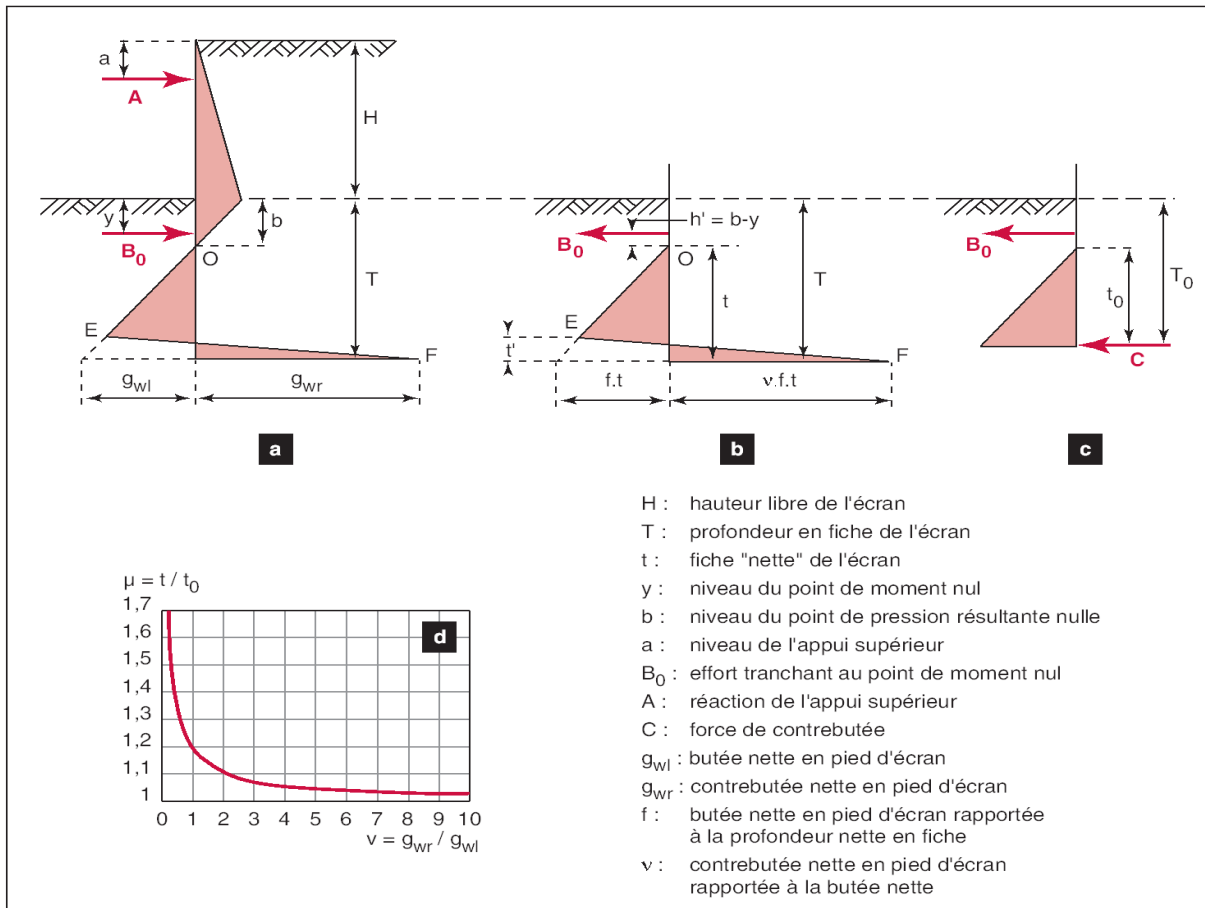 a
A
H
y
b
B0
O
T
E
F
gwl
gwr
a
h' = b-y
B0
O
t
T
E
t'
F
f.t
ν.f.t
b
B0
t0
T0
C
c
H : hauteur libre de l'écran
T : profondeur en fiche de l'écran
t : fiche "nette" de l'écran
y : niveau du point de moment nul
b : niveau du point de pression résultante nulle
a : niveau de l'appui supérieur
B0 : effort tranchant au point de moment nul
A : réaction de l'appui supérieur
C : force de contrebutée
gwl : butée nette en pied d'écran
gwr : contrebutée nette en pied d'écran
f : butée nette en pied d'écran rapportée
à la profondeur nette en fiche
ν : contrebutée nette en pied d'écran
rapportée à la butée nette
µ = t / t0
1,7
1,6
1,5
1,4
1,3
1,2
1,1
1
d
0 1 2 3 4 5 6 7 8 9 10
v = gwr / gwl